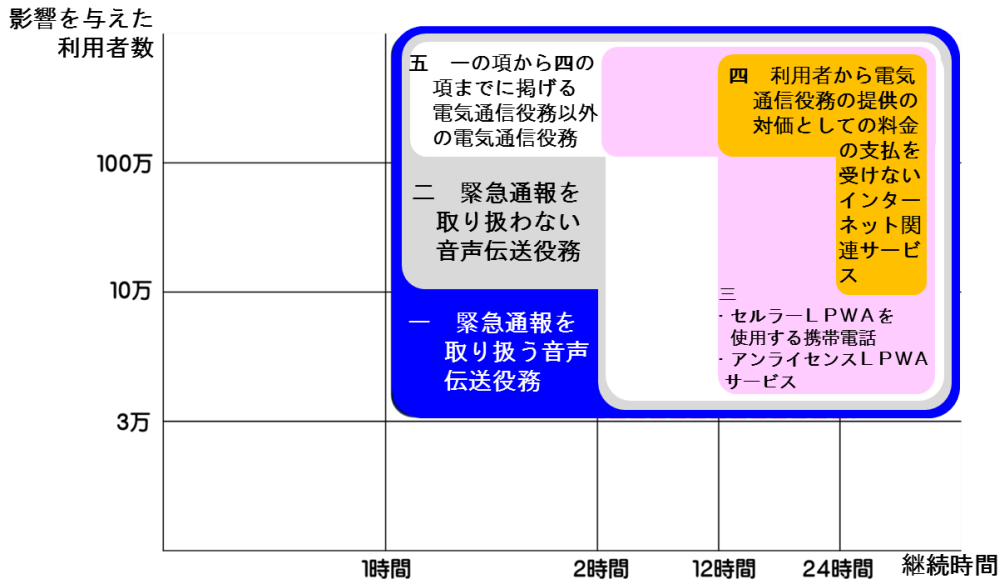 影響を与えた
利用者数
五　一の項から四の
項までに掲げる
電気通信役務以外
の電気通信役務
四　利用者から電気
通信役務の提供の
対価としての料金
の支払を
受けない
インター
ネット関
連サービ
ス
100万
二　緊急通報を
取り扱わない
音声伝送役務
10万
一　緊急通報を
取り扱う音声
伝送役務
三
・セルラーＬＰＷＡを
使用する携帯電話
・アンライセンスＬＰＷＡ
サービス
3万
1時間
2時間
12時間
24時間
継続時間